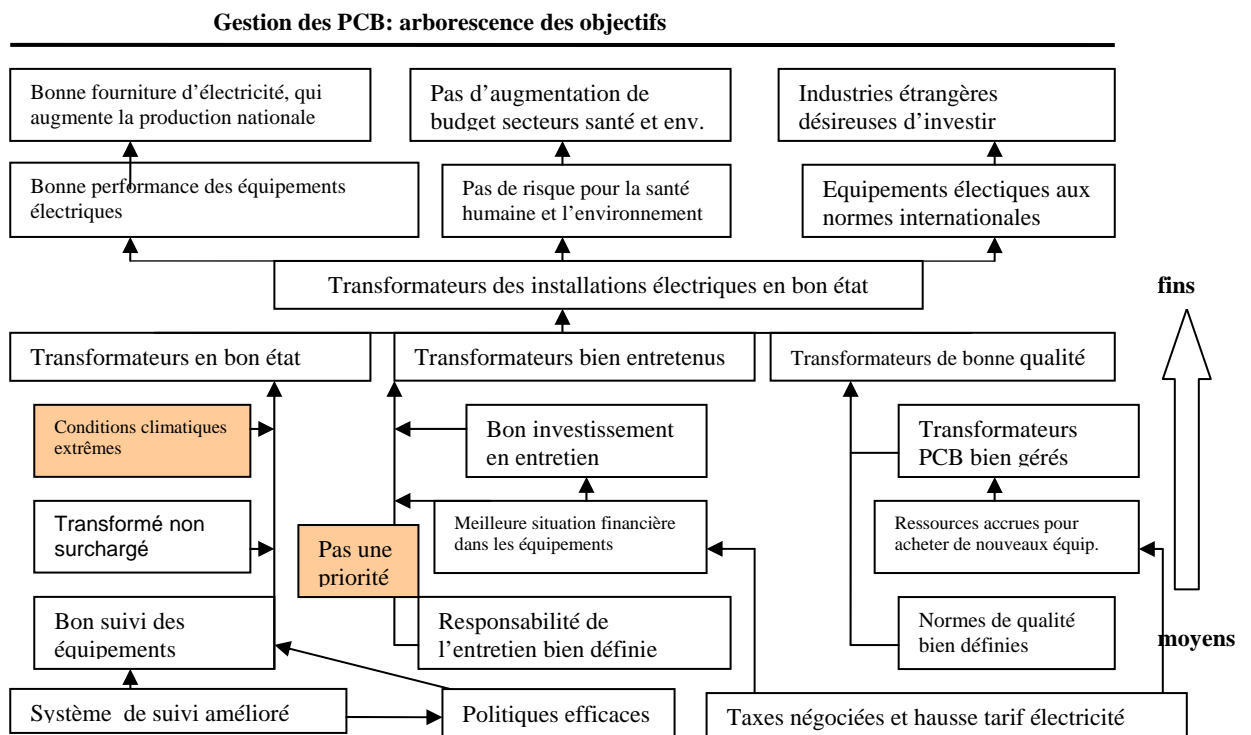 Gestion des PCB: arborescence des objectifs
Bonne fourniture d’électricité, qui
augmente la production nationale
Pas d’augmentation de
budget secteurs santé et env.
Industries étrangères
désireuses d’investir
Bonne performance des équipements
électriques
Pas de risque pour la santé
humaine et l’environnement
Equipements électiques aux
normes internationales
Transformateurs des installations électriques en bon état
fins
Transformateurs en bon état
Transformateurs bien entretenus
Transformateurs de bonne qualité
Conditions climatiques
extrêmes
Bon investissement
en entretien
Transformateurs
PCB bien gérés
Transformé non
surchargé
Pas une
priorité
Meilleure situation financière
dans les équipements
Ressources accrues pour
acheter de nouveaux équip.
Bon suivi des
équipements
Responsabilité de
l’entretien bien définie
Normes de qualité
bien définies
moyens
Système de suivi amélioré
Politiques efficaces
Taxes négociées et hausse tarif électricité